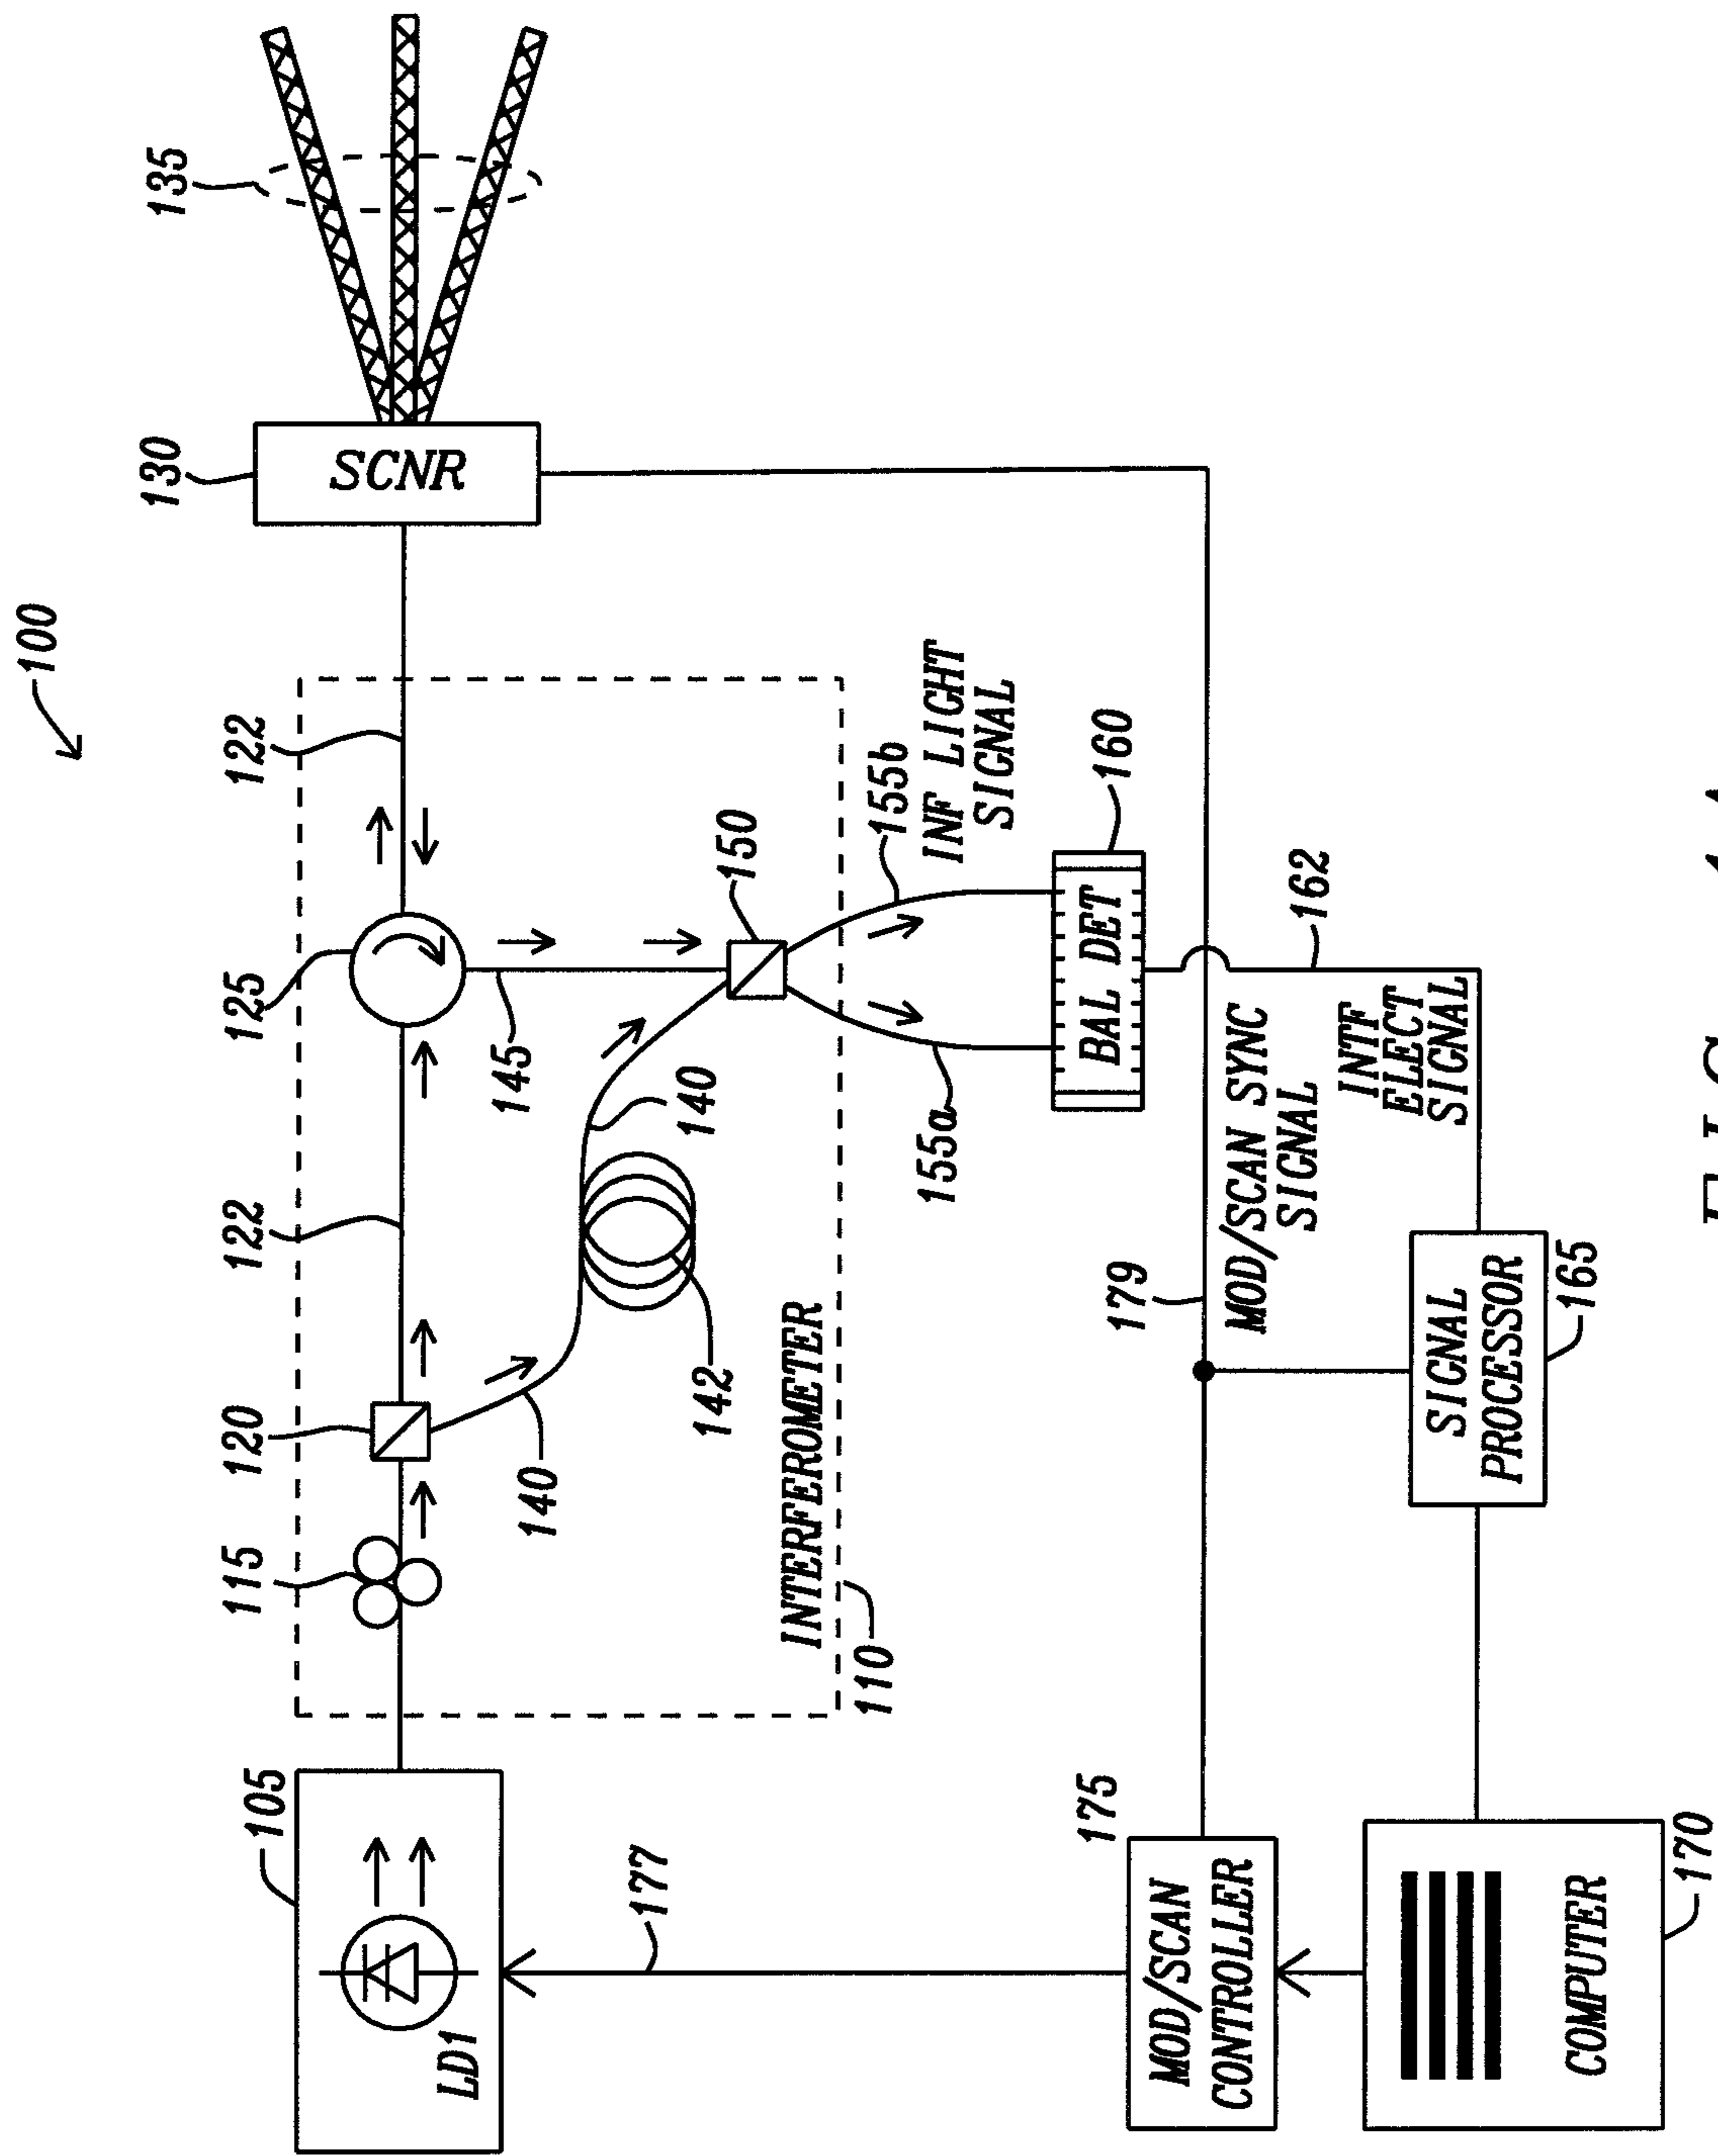 100
130
135
105
115
120
122
125
122
SCNR
LD1
145
140
177
140
142
150
INTERFEROMETER
110
155b
155a
INF LIGHT
SIGNAL
175
BAL DET
160
179
MOD/SCAN
CONTROLLER
MOD/SCAN SYNC
SIGNAL
162
INTF
ELECT
SIGNAL
SIGNAL
PROCESSOR
165
COMPUTER
170